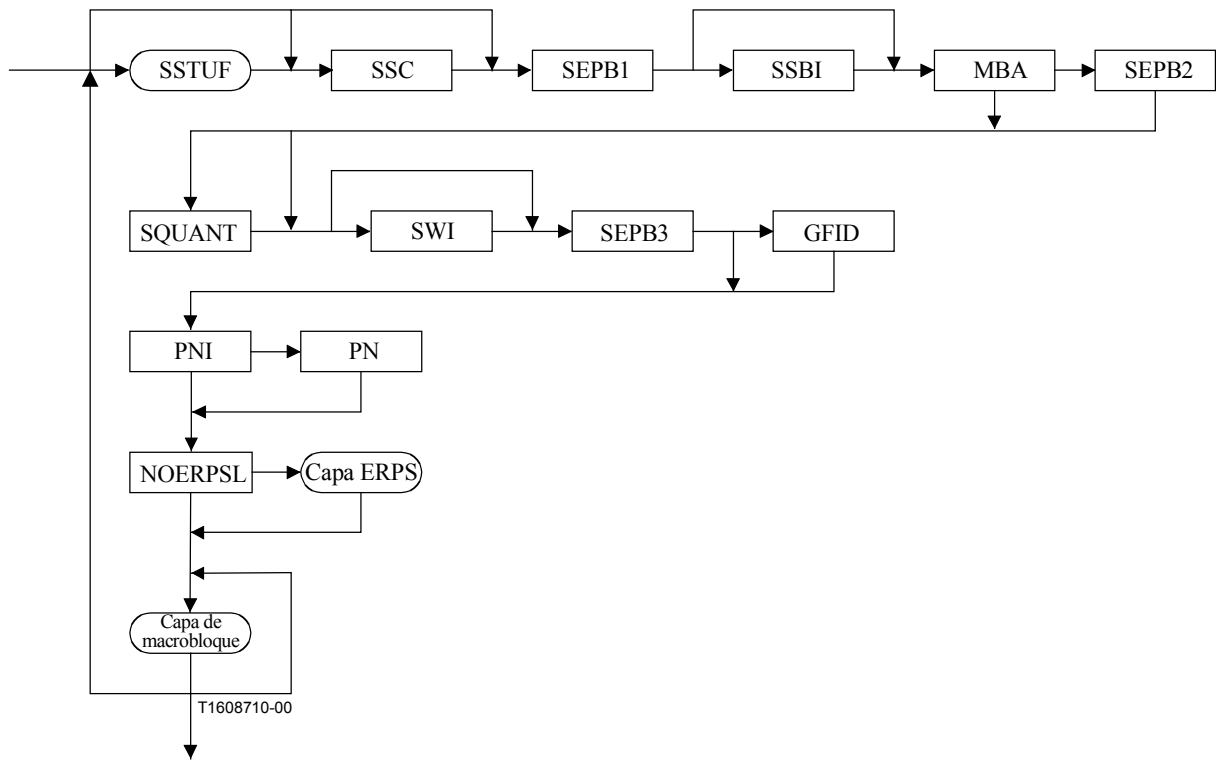 SSTUF
SSC
SEPB1
SSBI
MBA
SEPB2
SQUANT
SWI
SEPB3
GFID
PNI
PN
NOERPSL
Capa ERPS
Capa de
macrobloque
T1608710-00